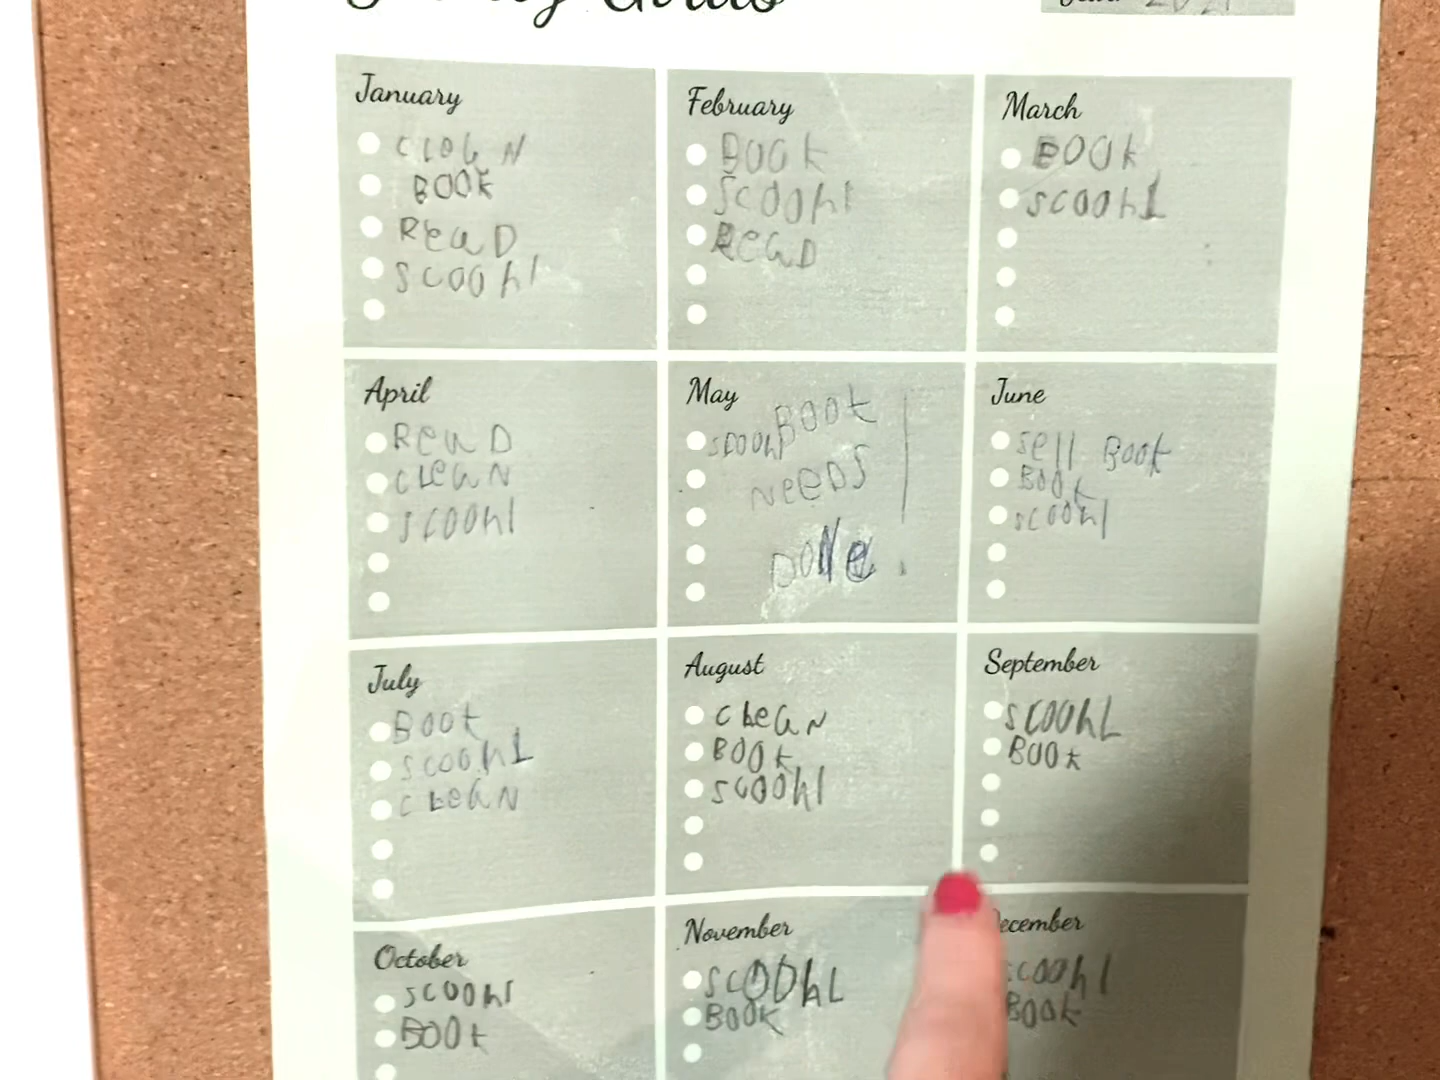 January
CleaN
BOOK
ReaD
scoohl
February
BOOk
Scoohl
ReaD
March
BOOk
scoohL
April
ReaD
CLeaN
scoohl
May
BOOk
scoohl
NeeDS
DONe.
June
sell Book
BOOk
scoohl
July
BOOk
scoohL
CLeaN
August
CLeaN
BOOk
scoohl
September
scoohL
BOOk
October
scoohl
BOOk
November
scOOhL
BOOK
ecember
scoohl
Book